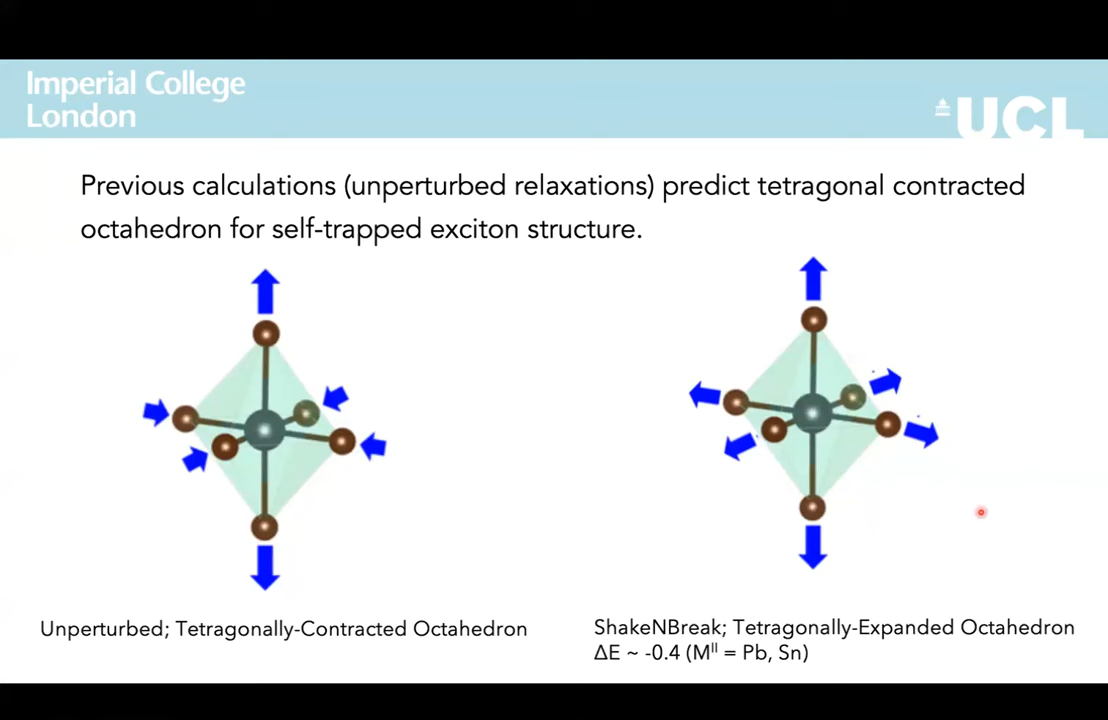 Imperial College
London
UCL
Previous calculations (unperturbed relaxations) predict tetragonal contracted
octahedron for self-trapped exciton structure.
Unperturbed; Tetragonally-Contracted Octahedron
ShakeNBreak; Tetragonally-Expanded Octahedron
ΔE ~ -0.4 (Mᴵᴵ = Pb, Sn)